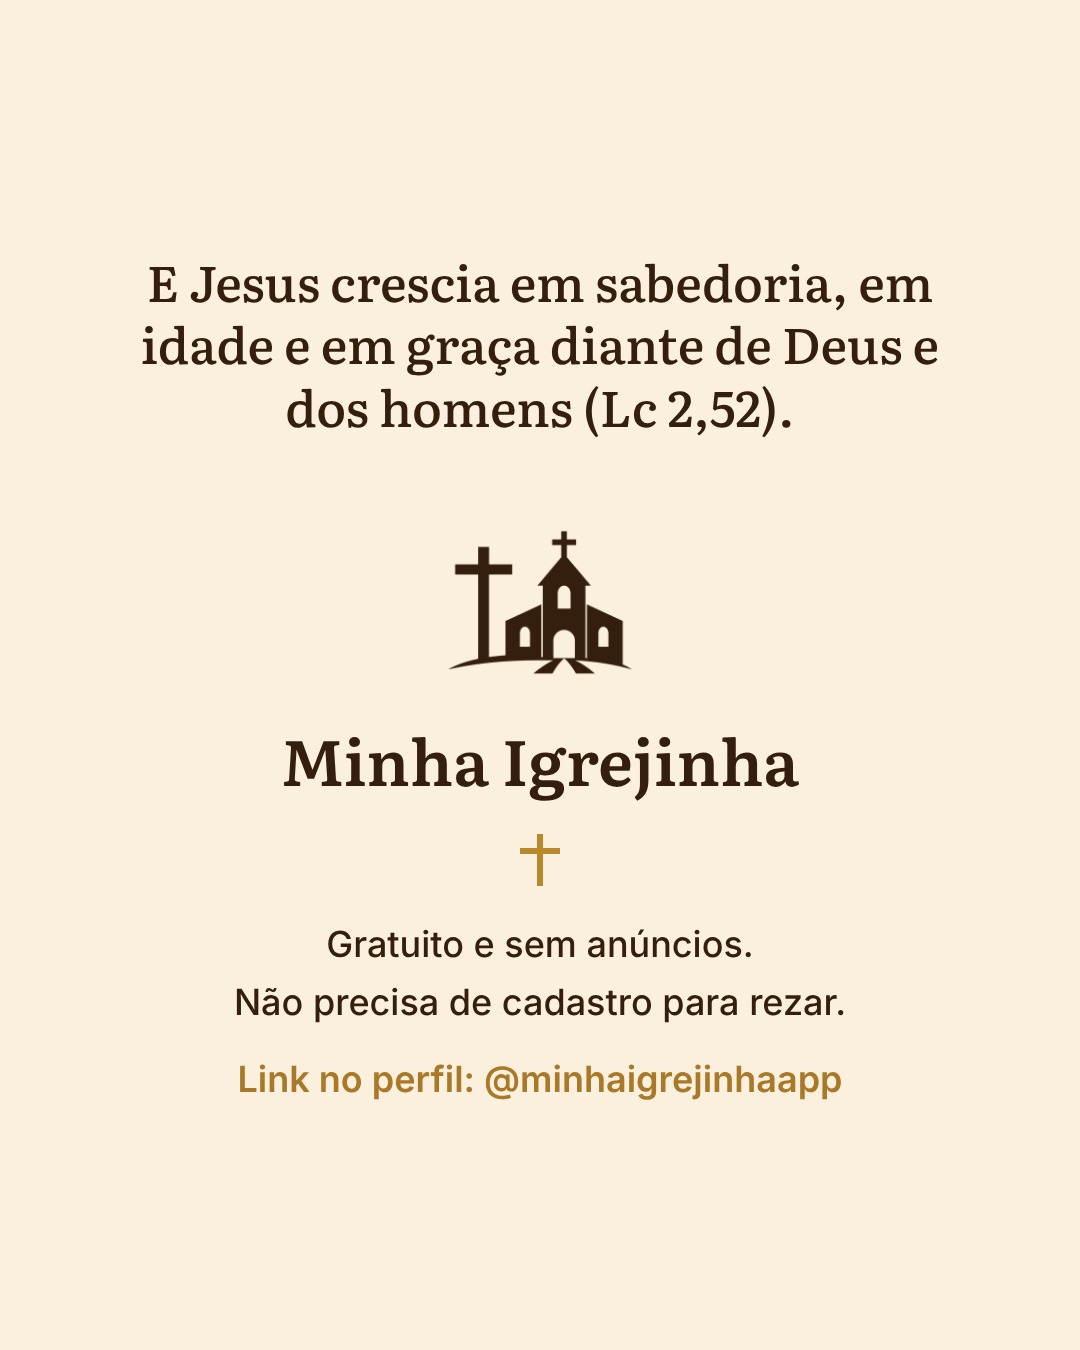 E Jesus crescia em sabedoria, em
idade e em graça diante de Deus e
dos homens (Lc 2,52).
Minha Igrejinha
Gratuito e sem anúncios.
Não precisa de cadastro para rezar.
Link no perfil: @minhaigrejinhaapp